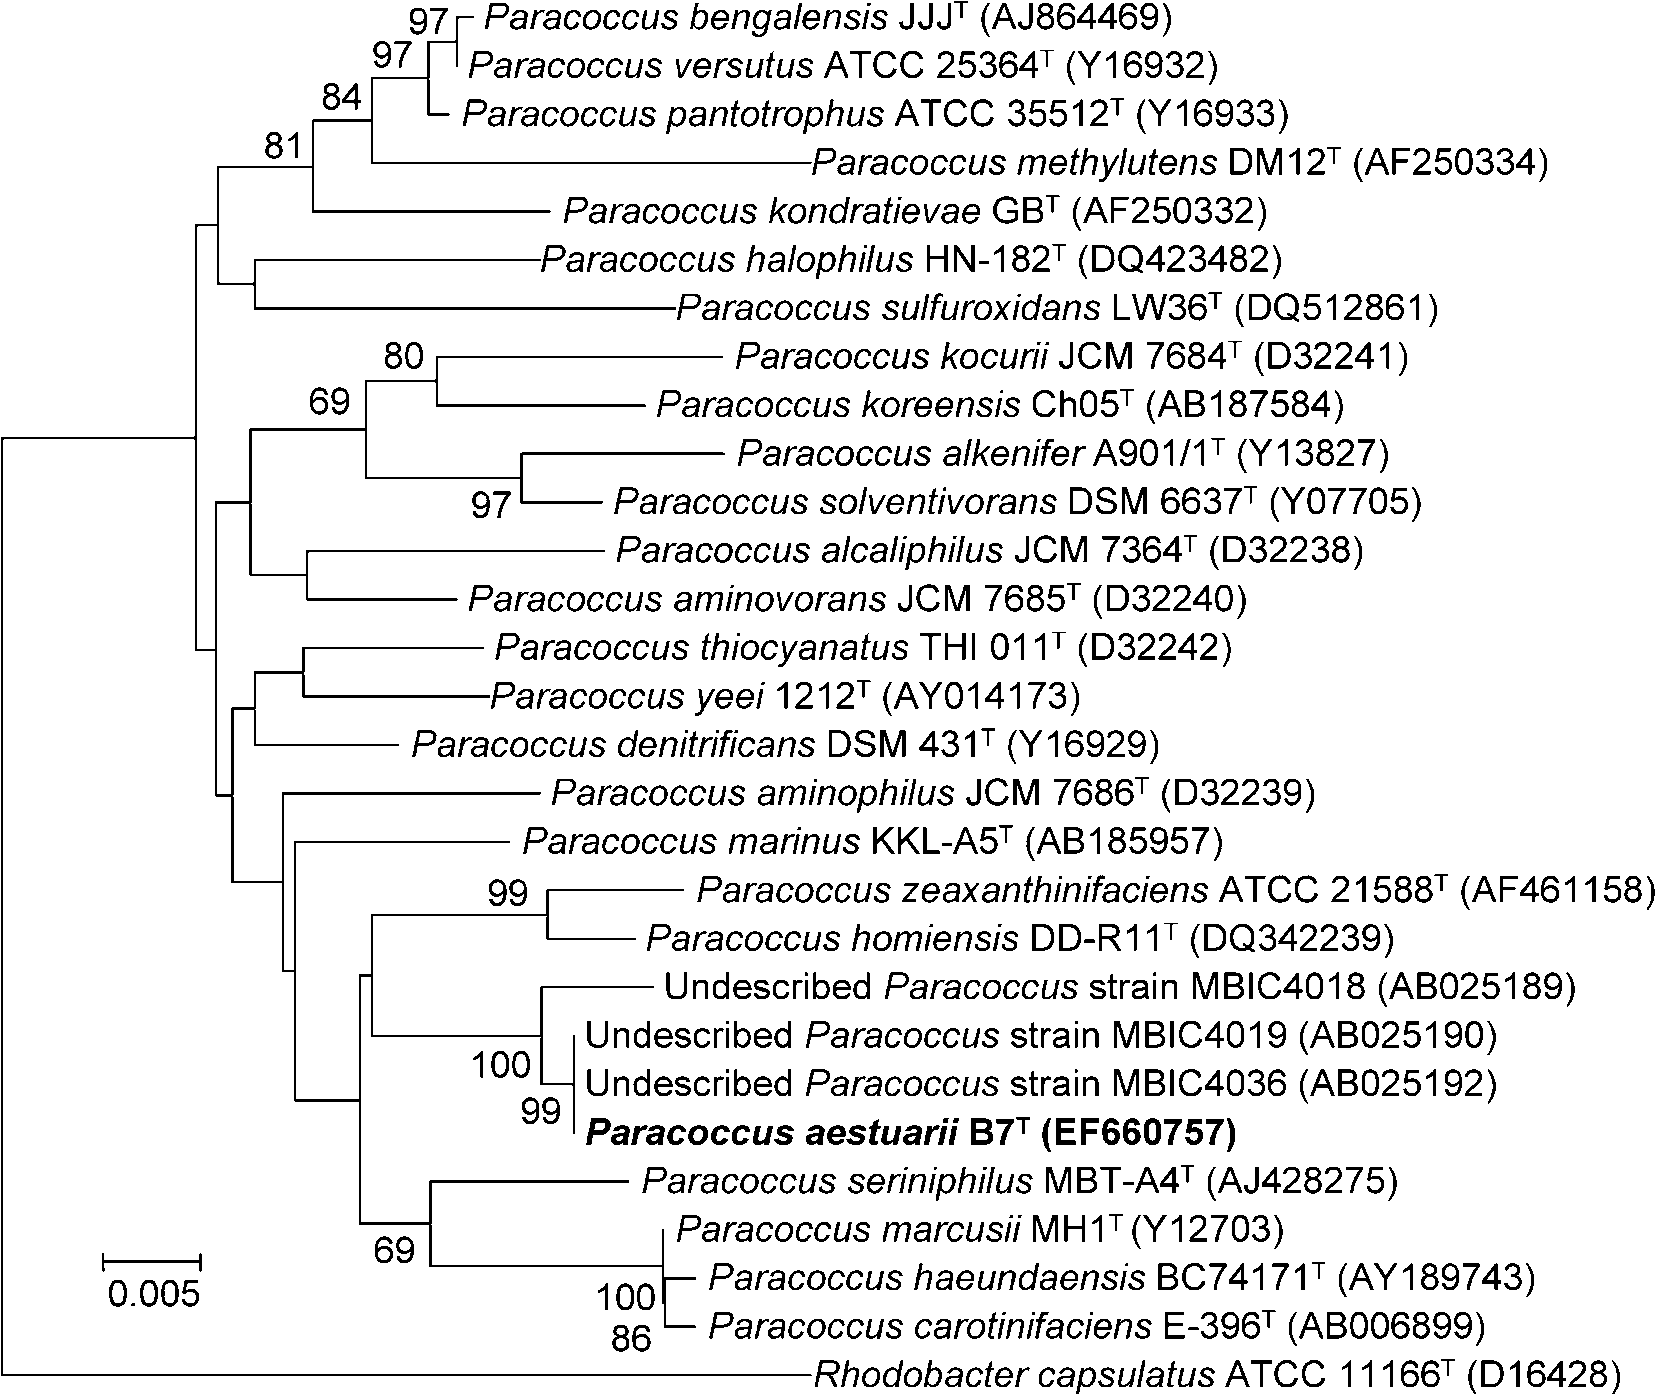 97
Paracoccus bengalensis JJJᵀ (AJ864469)
97
Paracoccus versutus ATCC 25364ᵀ (Y16932)
84
Paracoccus pantotrophus ATCC 35512ᵀ (Y16933)
81
Paracoccus methylutens DM12ᵀ (AF250334)
Paracoccus kondratievae GBᵀ (AF250332)
Paracoccus halophilus HN-182ᵀ (DQ423482)
Paracoccus sulfuroxidans LW36ᵀ (DQ512861)
80
Paracoccus kocurii JCM 7684ᵀ (D32241)
69
Paracoccus koreensis Ch05ᵀ (AB187584)
Paracoccus alkenifer A901/1ᵀ (Y13827)
97
Paracoccus solventivorans DSM 6637ᵀ (Y07705)
Paracoccus alcaliphilus JCM 7364ᵀ (D32238)
Paracoccus aminovorans JCM 7685ᵀ (D32240)
Paracoccus thiocyanatus THI 011ᵀ (D32242)
Paracoccus yeei 1212ᵀ (AY014173)
Paracoccus denitrificans DSM 431ᵀ (Y16929)
Paracoccus aminophilus JCM 7686ᵀ (D32239)
Paracoccus marinus KKL-A5ᵀ (AB185957)
99
Paracoccus zeaxanthinifaciens ATCC 21588ᵀ (AF461158)
Paracoccus homiensis DD-R11ᵀ (DQ342239)
Undescribed Paracoccus strain MBIC4018 (AB025189)
Undescribed Paracoccus strain MBIC4019 (AB025190)
100
Undescribed Paracoccus strain MBIC4036 (AB025192)
99
Paracoccus aestuarii B7ᵀ (EF660757)
Paracoccus seriniphilus MBT-A4ᵀ (AJ428275)
Paracoccus marcusii MH1ᵀ (Y12703)
69
Paracoccus haeundaensis BC74171ᵀ (AY189743)
0.005
100
Paracoccus carotinifaciens E-396ᵀ (AB006899)
86
Rhodobacter capsulatus ATCC 11166ᵀ (D16428)